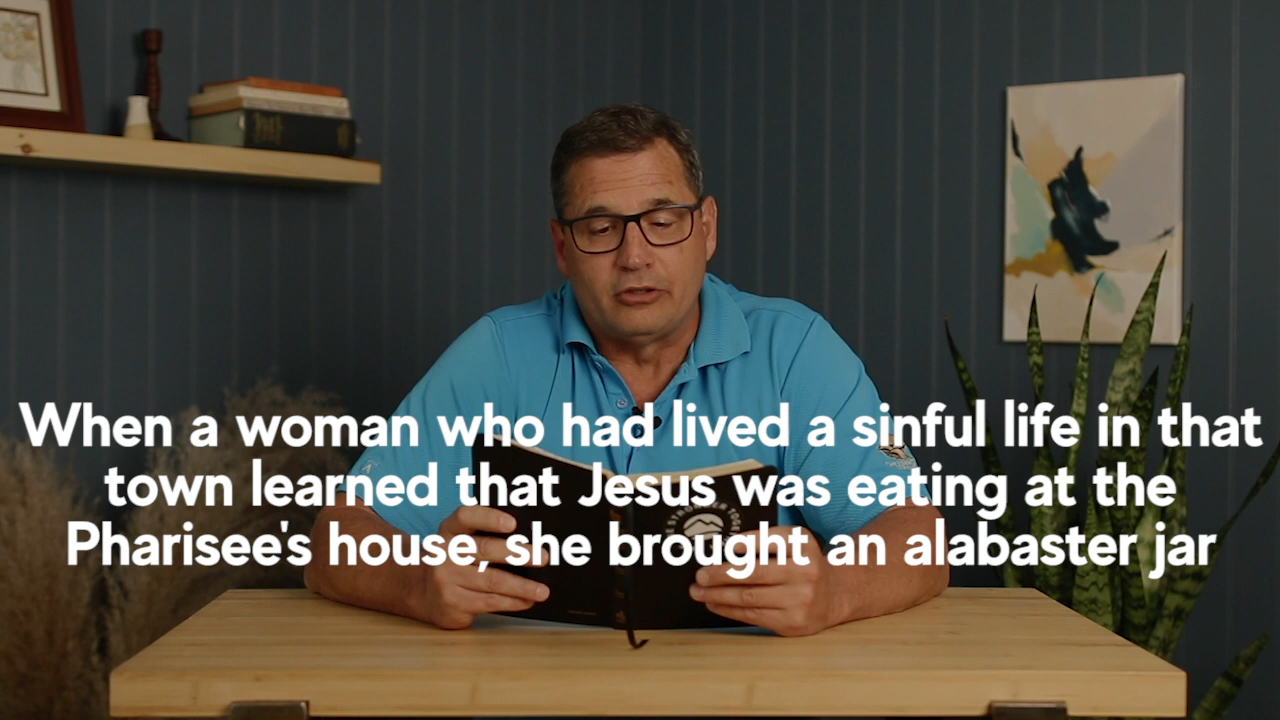 When a woman who had lived a sinful life in that
town learned that Jesus was eating at the
Pharisee's house, she brought an alabaster jar